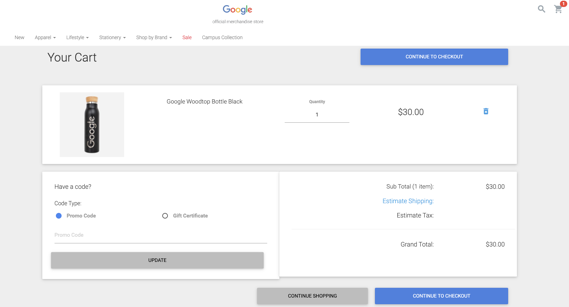 Google
official merchandise store
1
New Apparel Lifestyle Stationery Shop by Brand Sale Campus Collection
Your Cart
CONTINUE TO CHECKOUT
Google
Google Woodtop Bottle Black
Quantity
1
$30.00
Have a code?
Code Type:
Promo Code Gift Certificate
Promo Code
UPDATE
Sub Total (1 item): $30.00
Estimate Shipping:
Estimate Tax:
Grand Total: $30.00
CONTINUE SHOPPING CONTINUE TO CHECKOUT